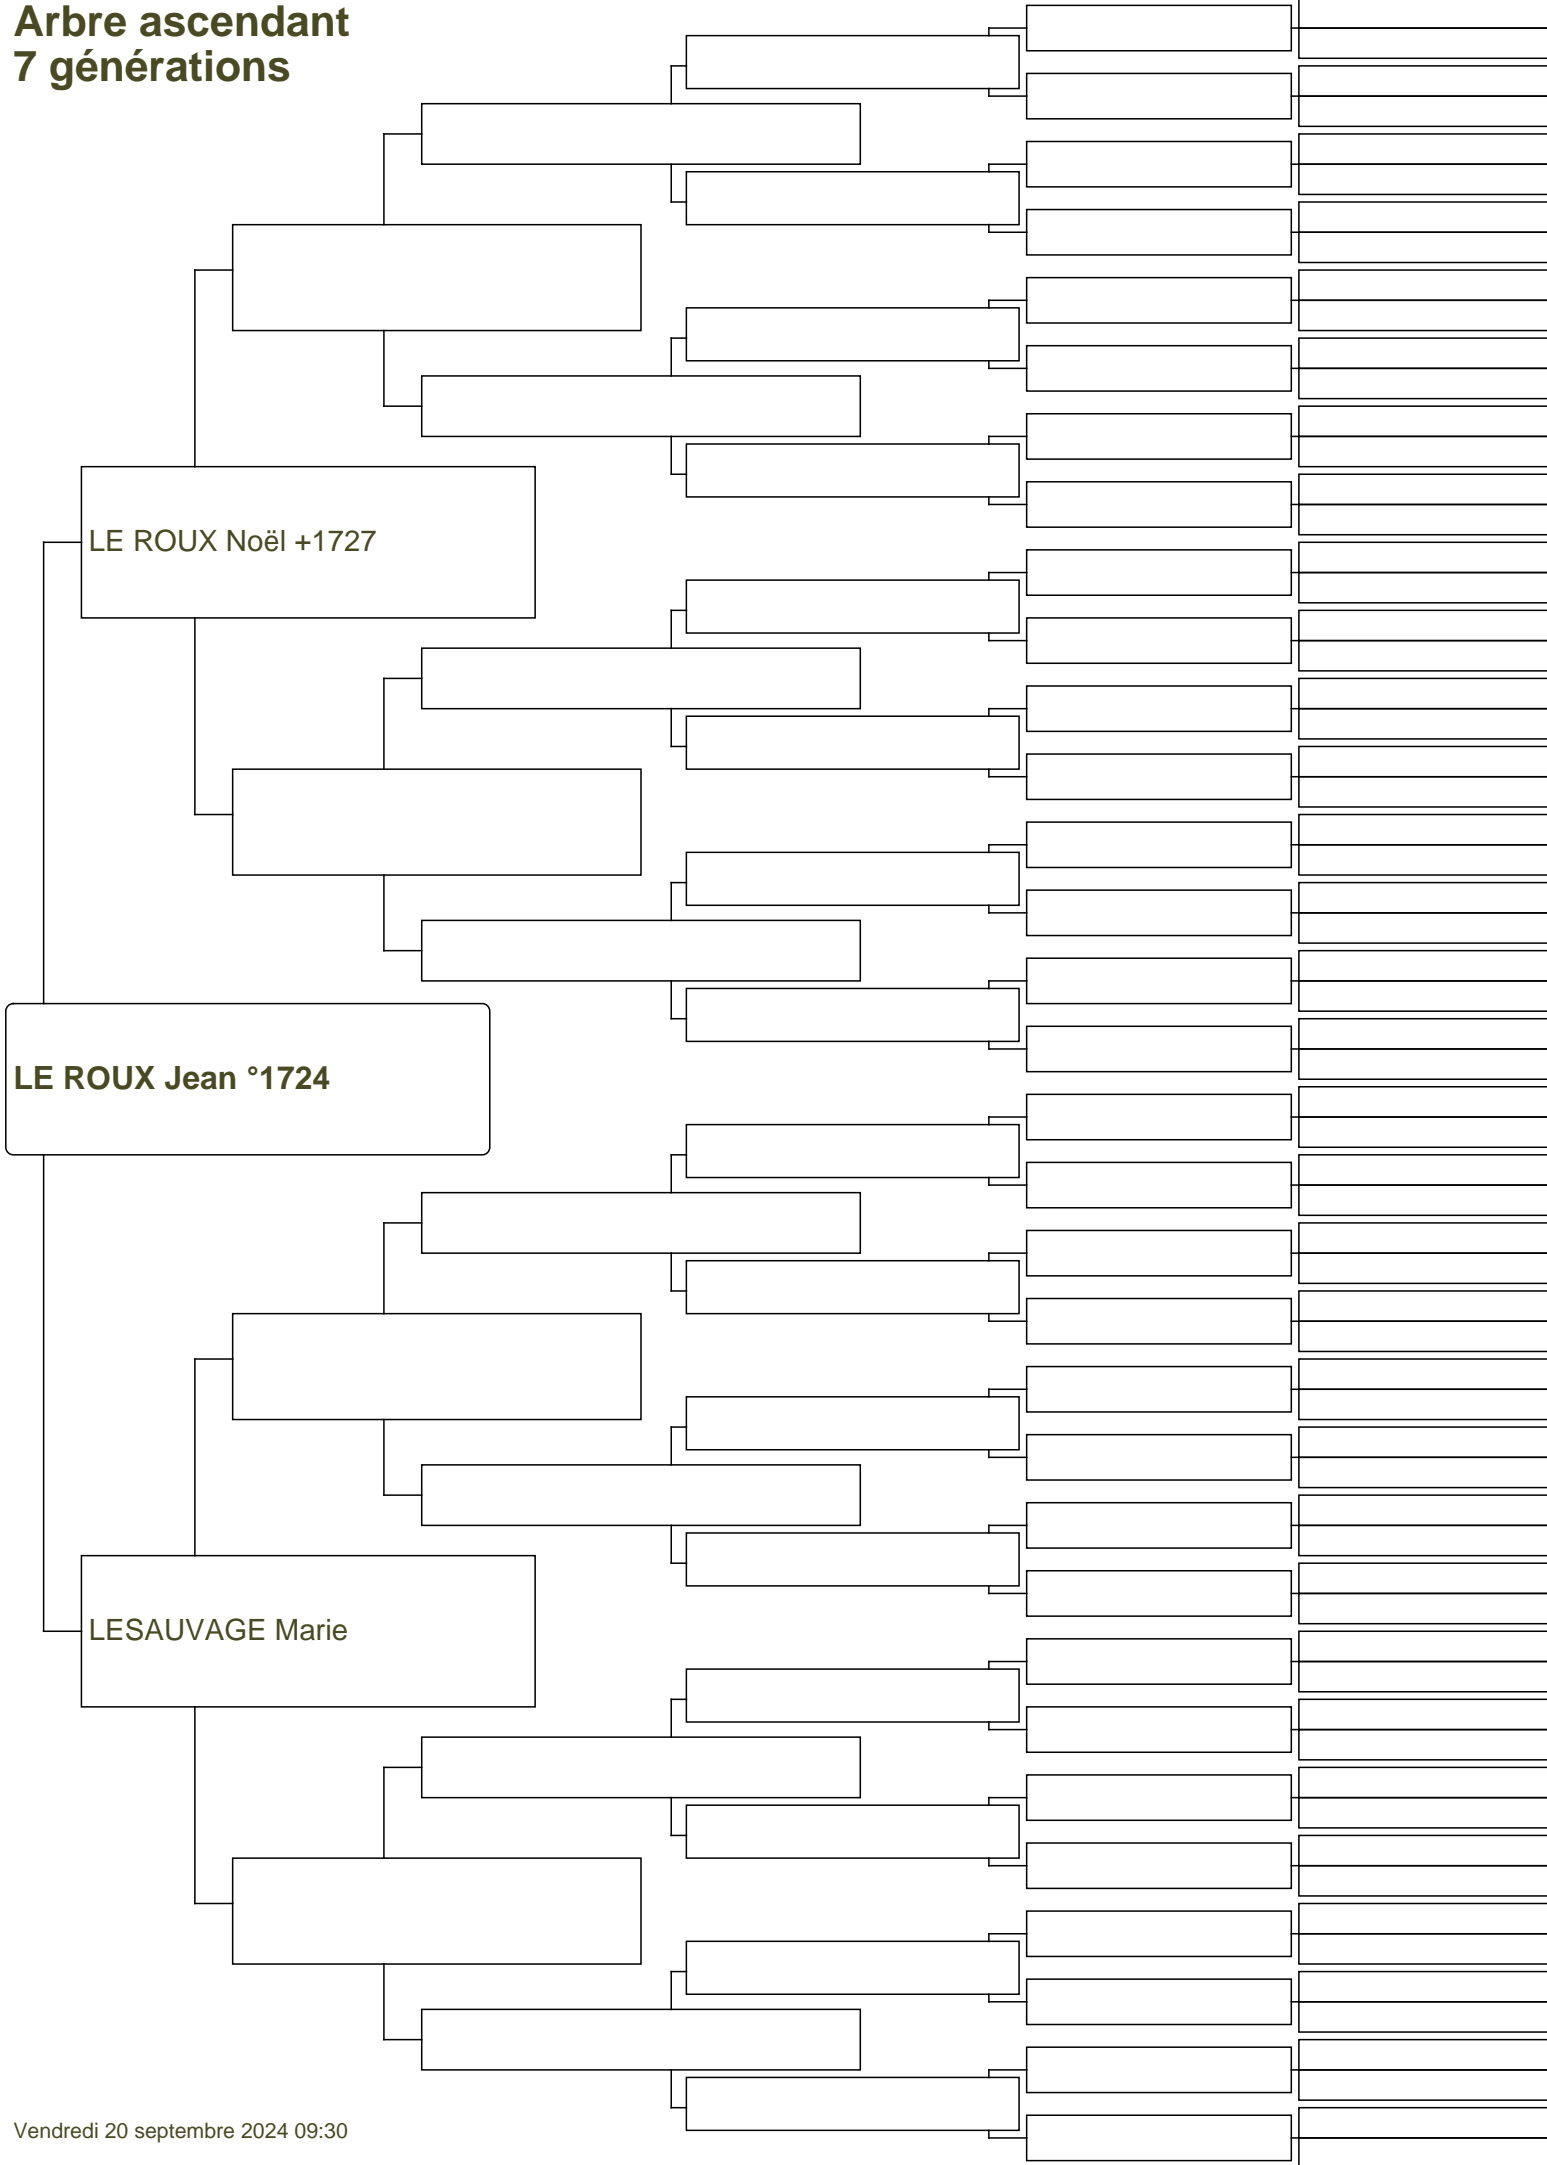 Arbre ascendant
7 générations
LE ROUX Noël +1727
LE ROUX Jean °1724
LESAUVAGE Marie
Vendredi 20 septembre 2024 09:30